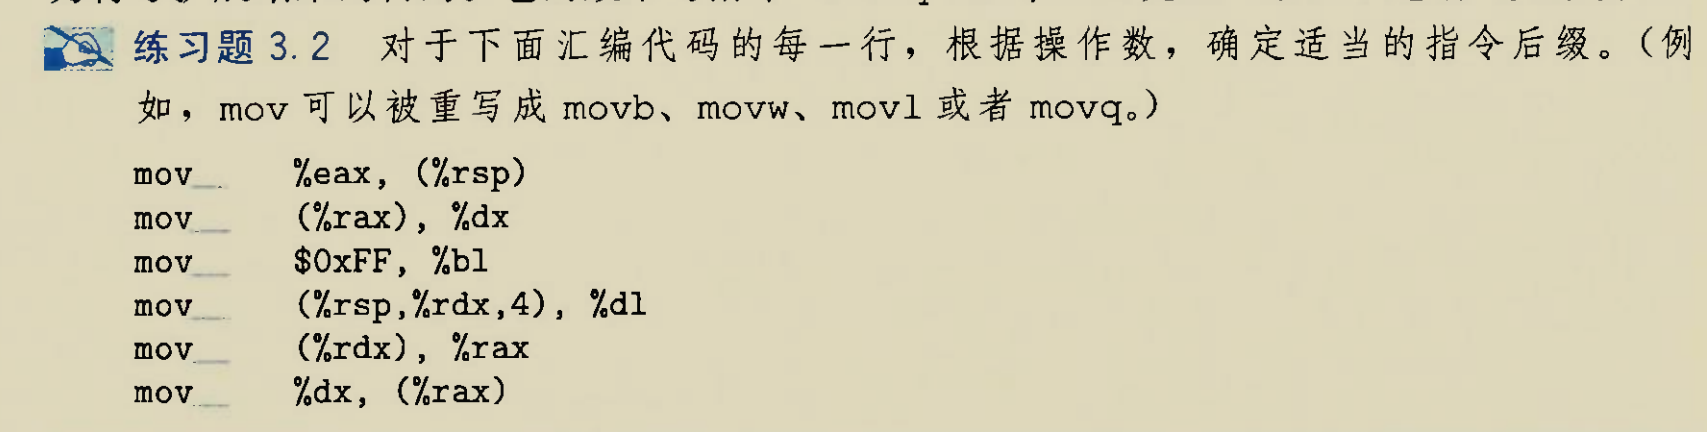 练习题 3.2 对于下面汇编代码的每一行，根据操作数，确定适当的指令后缀。（例
如，mov 可以被重写成 movb、movw、movl 或者 movq。）
mov__ %eax, (%rsp)
mov__ (%rax), %dx
mov__ $0xFF, %bl
mov__ (%rsp,%rdx,4), %dl
mov__ (%rdx), %rax
mov__ %dx, (%rax)